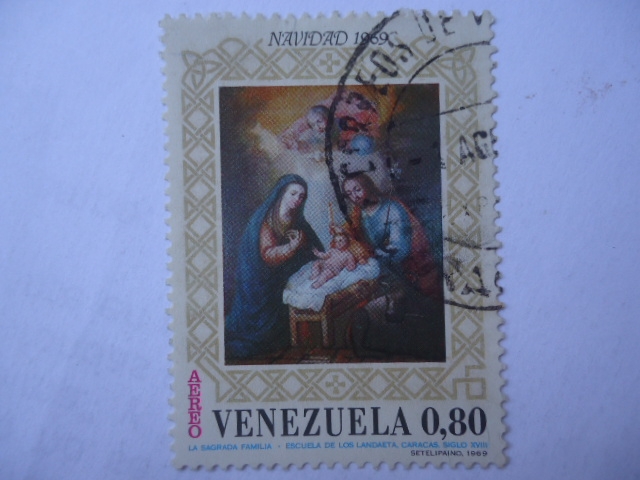 NAVIDAD 1969
AEREO
VENEZUELA 0,80
LA SAGRADA FAMILIA - ESCUELA DE LOS LANDAETA, CARACAS, SIGLO XVIII
SETELIPAINO, 1969